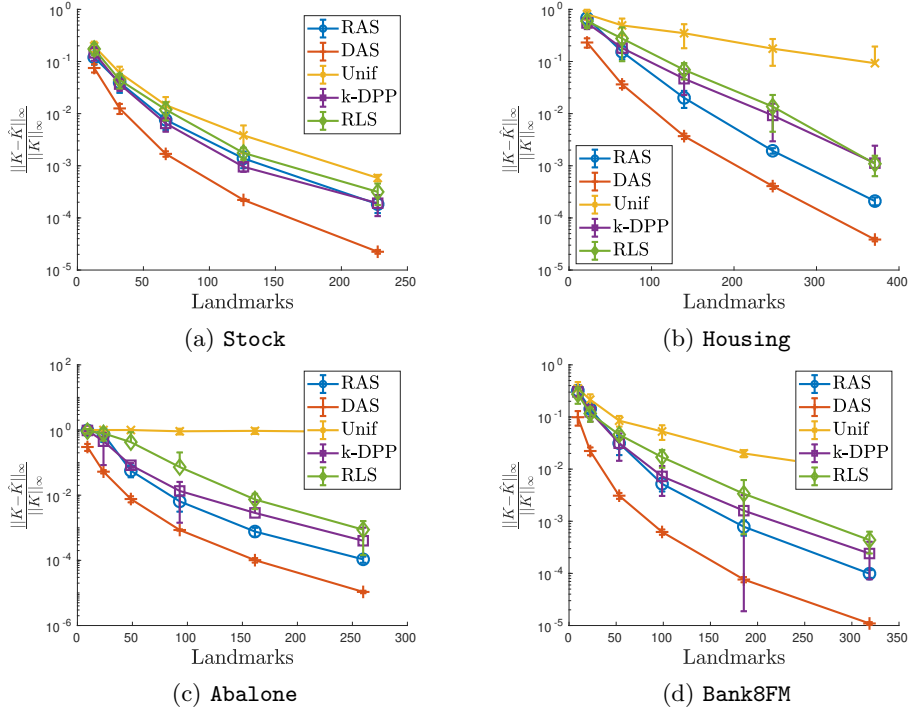 10^0
10^-1
10^-2
10^-3
10^-4
10^-5
||K−K̂||∞ / ||K||∞
0 50 100 150 200 250
Landmarks
RAS
DAS
Unif
k-DPP
RLS
(a) Stock
10^0
10^-1
10^-2
10^-3
10^-4
10^-5
||K−K̂||∞ / ||K||∞
0 100 200 300 400
Landmarks
RAS
DAS
Unif
k-DPP
RLS
(b) Housing
10^2
10^0
10^-2
10^-4
10^-6
||K−K̂||∞ / ||K||∞
0 50 100 150 200 250 300
Landmarks
RAS
DAS
Unif
k-DPP
RLS
(c) Abalone
10^0
10^-1
10^-2
10^-3
10^-4
10^-5
||K−K̂||∞ / ||K||∞
0 50 100 150 200 250 300 350
Landmarks
RAS
DAS
Unif
k-DPP
RLS
(d) Bank8FM